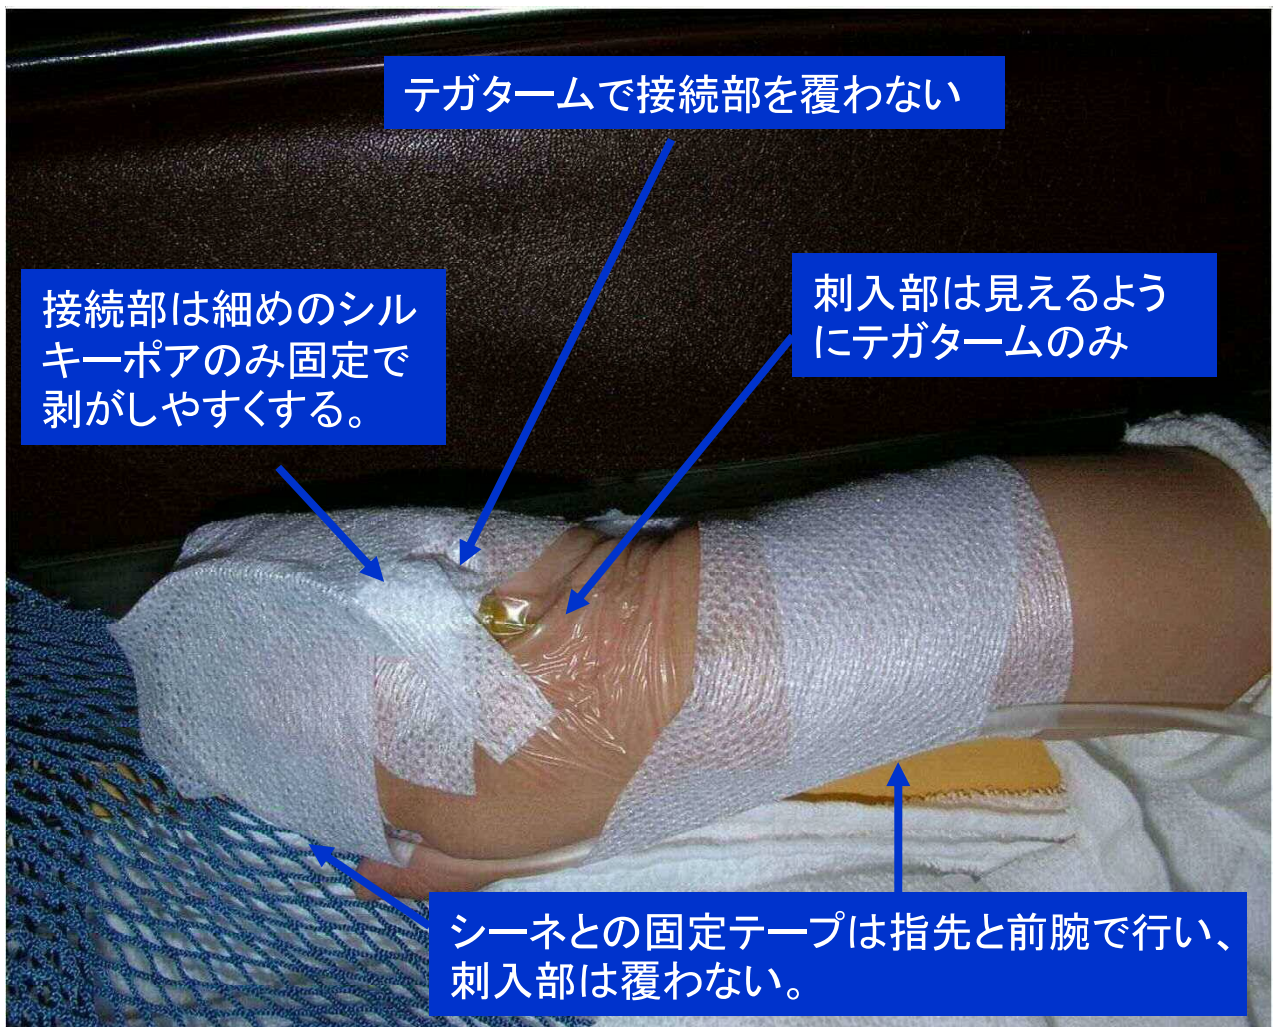 テガタームで接続部を覆わない
刺入部は見えるよう
にテガタームのみ
接続部は細めのシル
キーポアのみ固定で
剥がしやすくする。
シーネとの固定テープは指先と前腕で行い、
刺入部は覆わない。